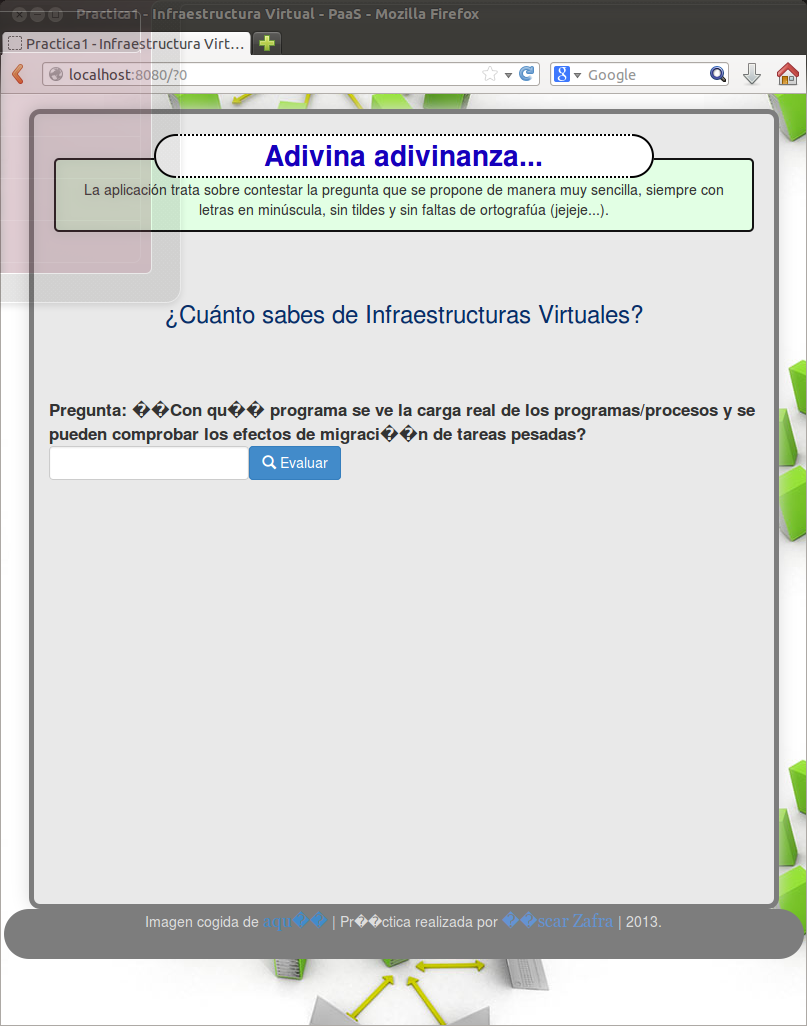 Practica1 - Infraestructura Virtual - PaaS - Mozilla Firefox
Practica1 - Infraestructura Virt...
localhost:8080/?0
Google
Adivina adivinanza...
La aplicación trata sobre contestar la pregunta que se propone de manera muy sencilla, siempre con
letras en minúscula, sin tildes y sin faltas de ortografúa (jejeje...).
¿Cuánto sabes de Infraestructuras Virtuales?
Pregunta: ��Con qu�� programa se ve la carga real de los programas/procesos y se
pueden comprobar los efectos de migraci��n de tareas pesadas?
Evaluar
Imagen cogida de aqu�� | Pr��ctica realizada por ��scar Zafra | 2013.